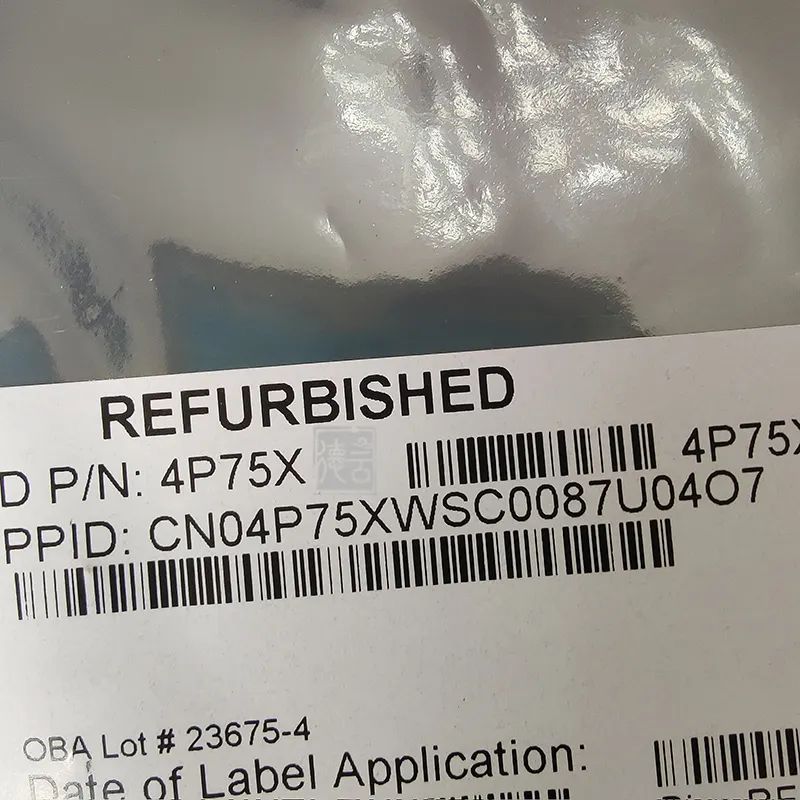 REFURBISHED
D P/N: 4P75X 4P75X
PPID: CN04P75XWSC0087U04O7
OBA Lot # 23675-4
Date of Label Application: